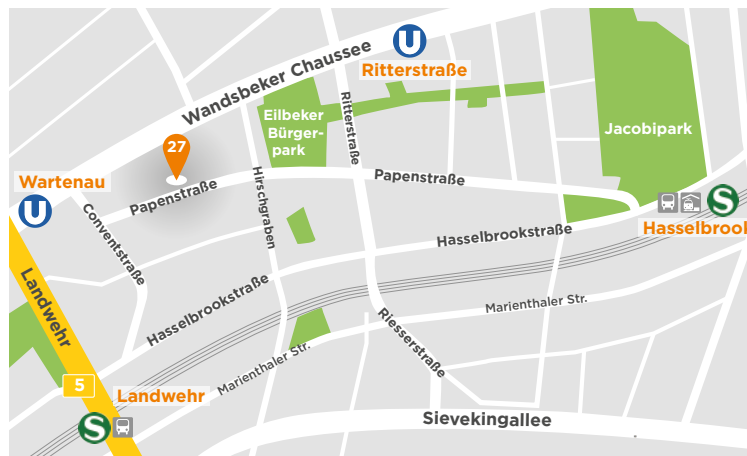 U
Ritterstraße
Wandsbeker Chaussee
Ritterstraße
Eilbeker
Bürger-
park
Jacobipark
27
Wartenau
U
Papenstraße
Papenstraße
Hirschgraben
Conventstraße
S
Hasselbrook
Hasselbrookstraße
Landwehr
Hasselbrookstraße
Marienthaler Str.
Riesserstraße
Marienthaler Str.
5
Landwehr
S
Sievekingallee